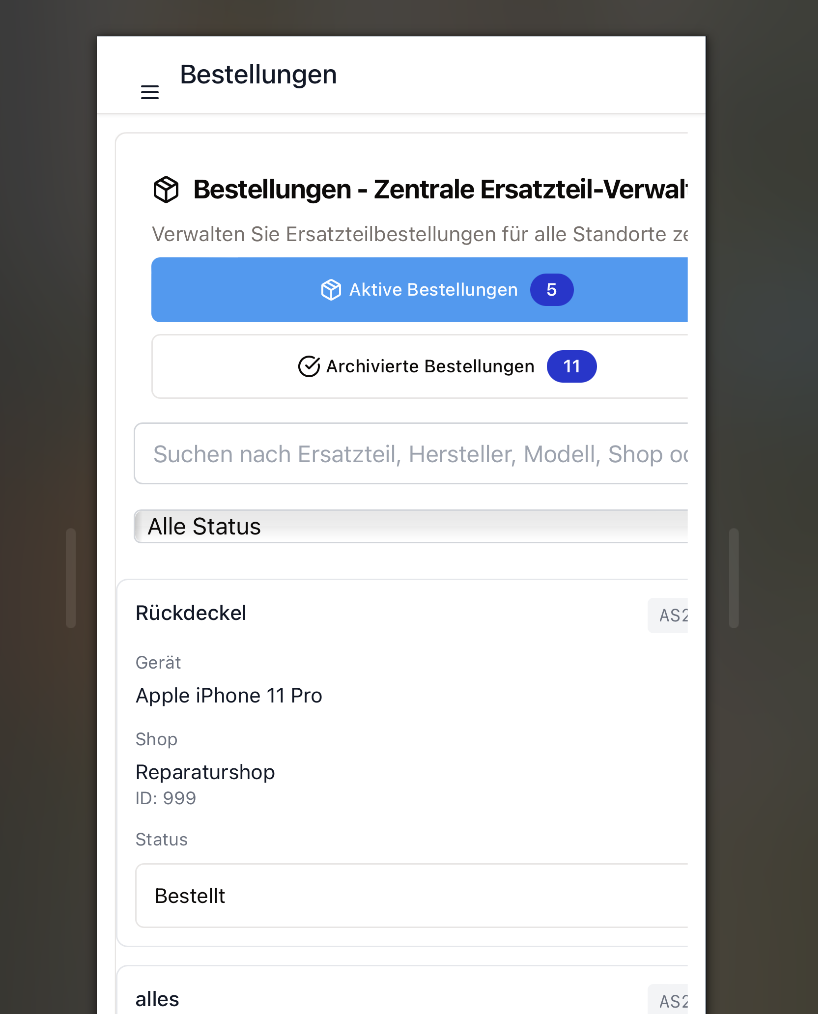 Bestellungen
Bestellungen - Zentrale Ersatzteil-Verwalt
Verwalten Sie Ersatzteilbestellungen für alle Standorte ze
Aktive Bestellungen 5
Archivierte Bestellungen 11
Suchen nach Ersatzteil, Hersteller, Modell, Shop oc
Alle Status
Rückdeckel AS2
Gerät
Apple iPhone 11 Pro
Shop
Reparaturshop
ID: 999
Status
Bestellt
alles AS2